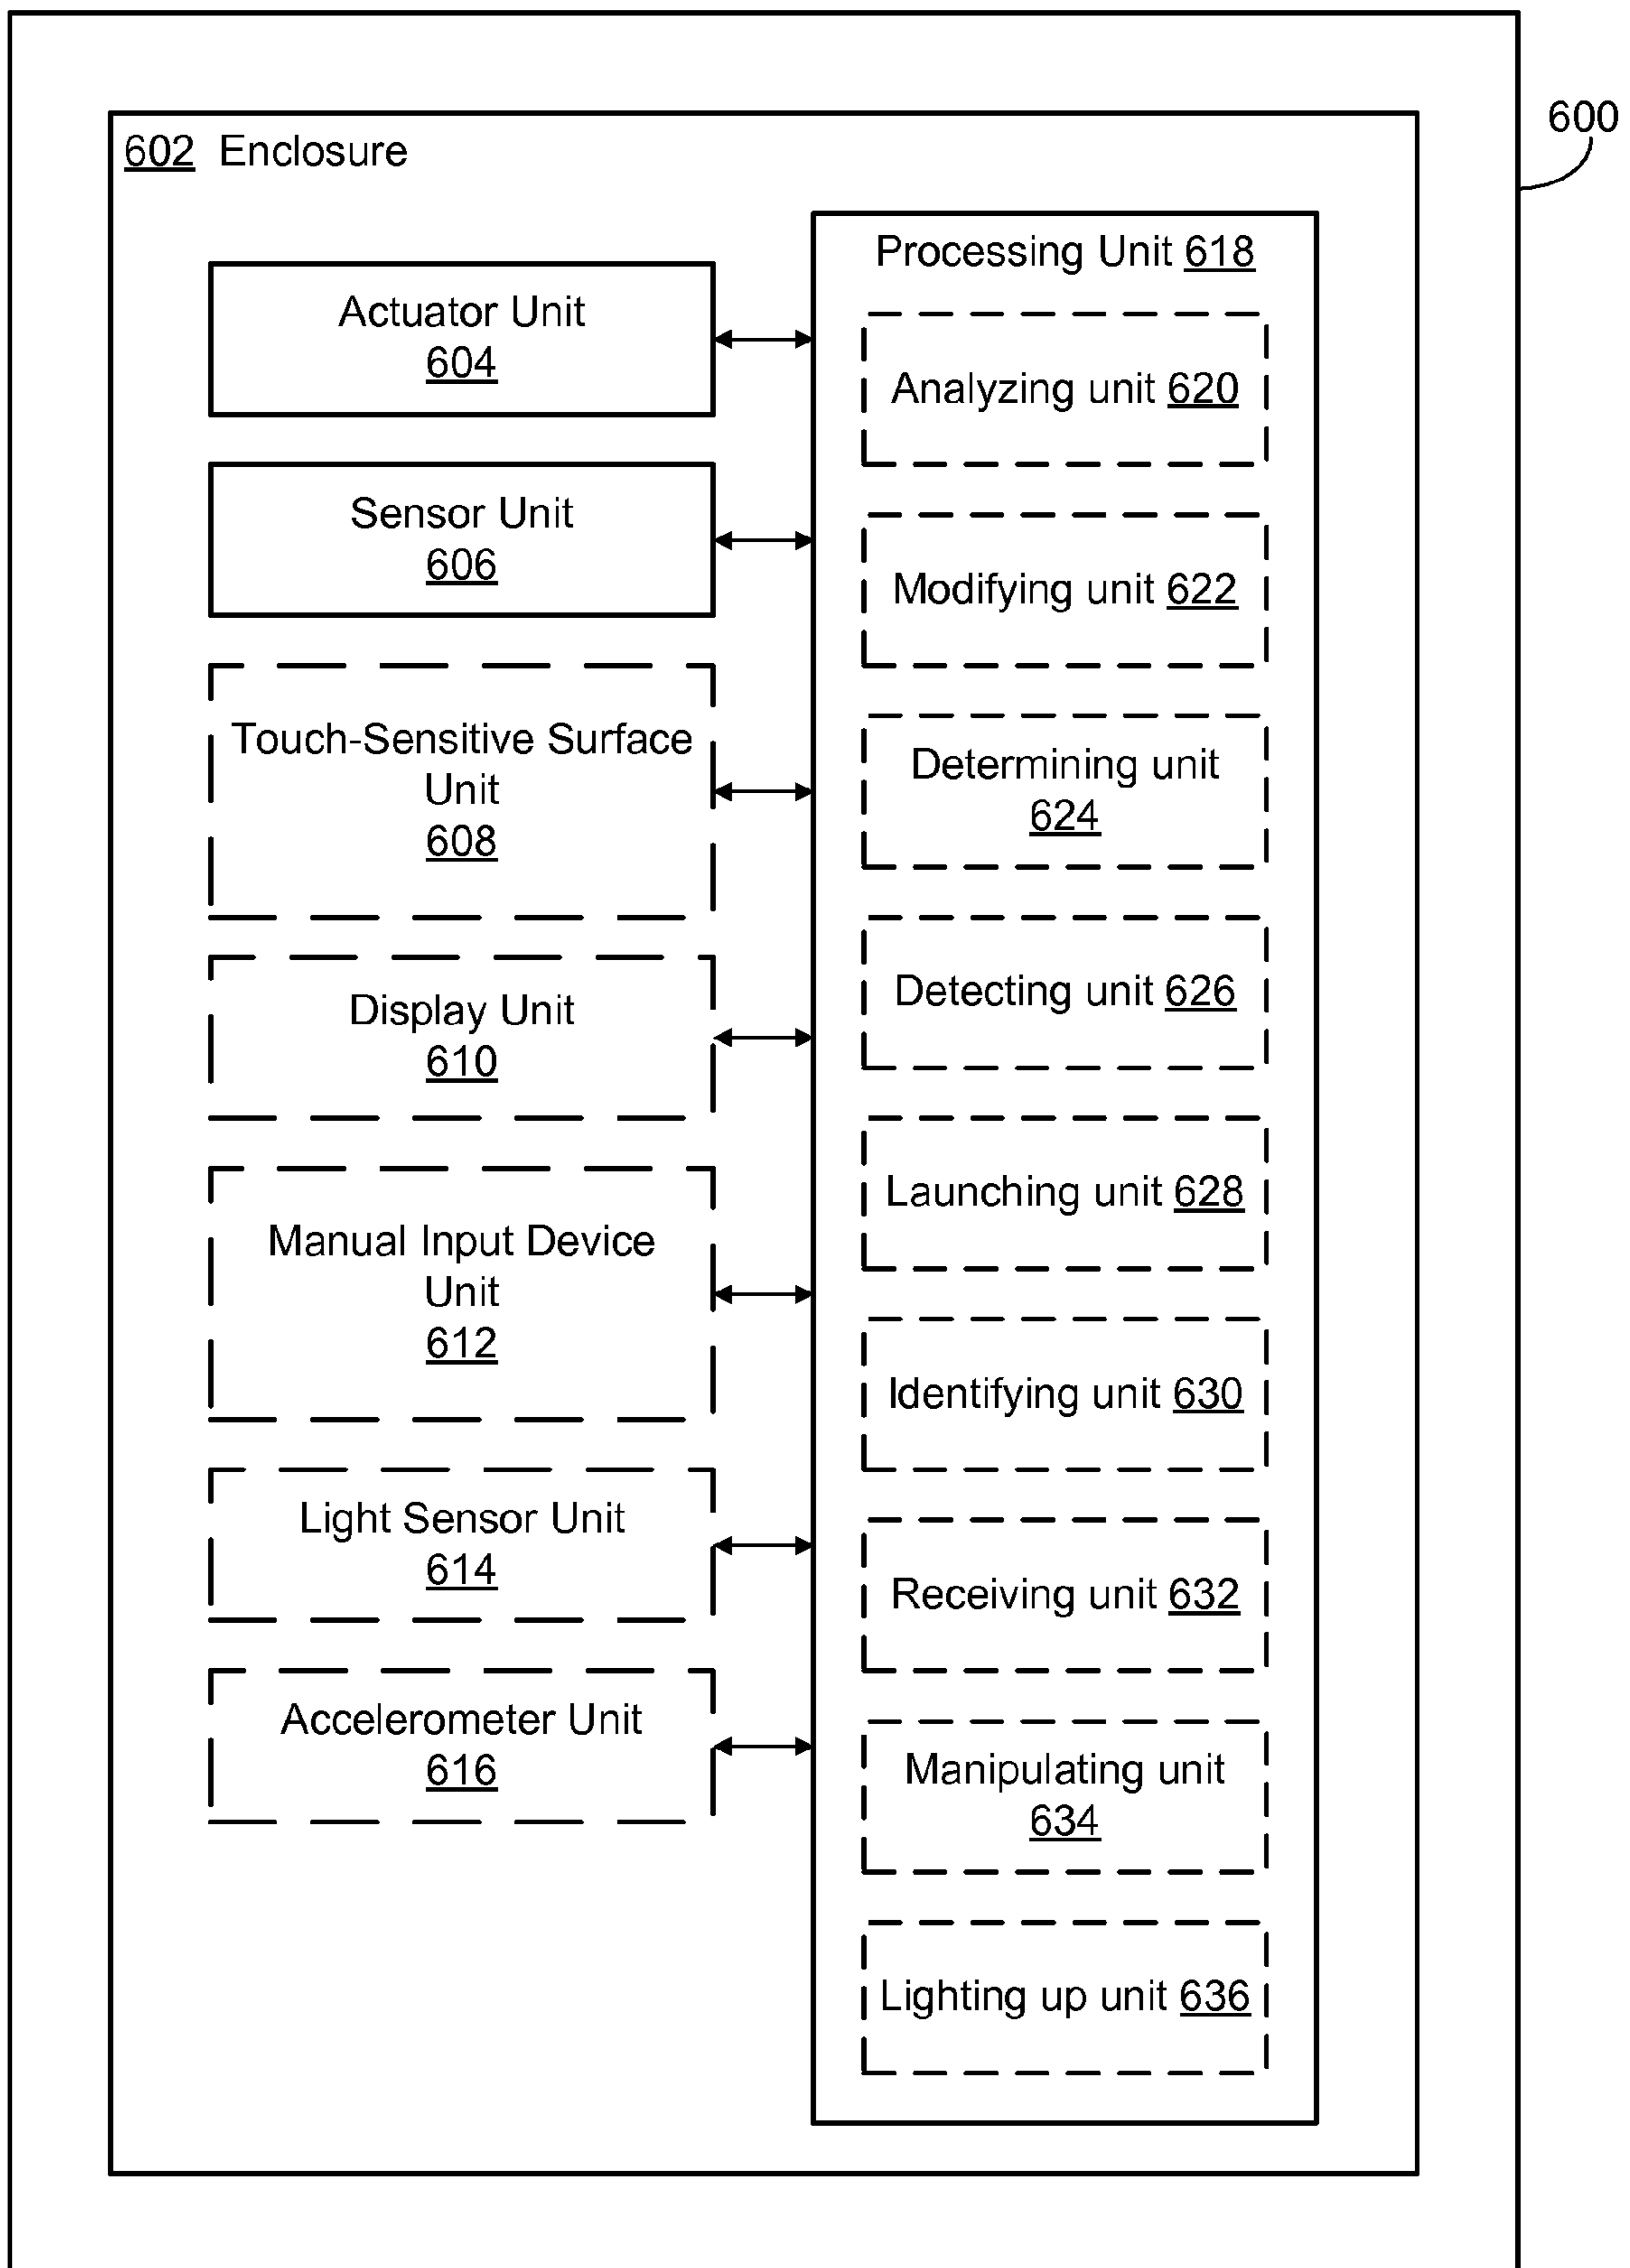 600
602 Enclosure
Actuator Unit
604
Sensor Unit
606
Touch-Sensitive Surface
Unit
608
Display Unit
610
Manual Input Device
Unit
612
Light Sensor Unit
614
Accelerometer Unit
616
Processing Unit 618
Analyzing unit 620
Modifying unit 622
Determining unit
624
Detecting unit 626
Launching unit 628
Identifying unit 630
Receiving unit 632
Manipulating unit
634
Lighting up unit 636